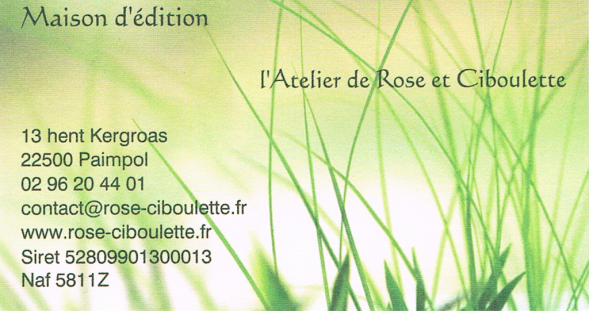 Maison d'édition
l'Atelier de Rose et Ciboulette
13 hent Kergroas
22500 Paimpol
02 96 20 44 01
contact@rose-ciboulette.fr
www.rose-ciboulette.fr
Siret 52809901300013
Naf 5811Z